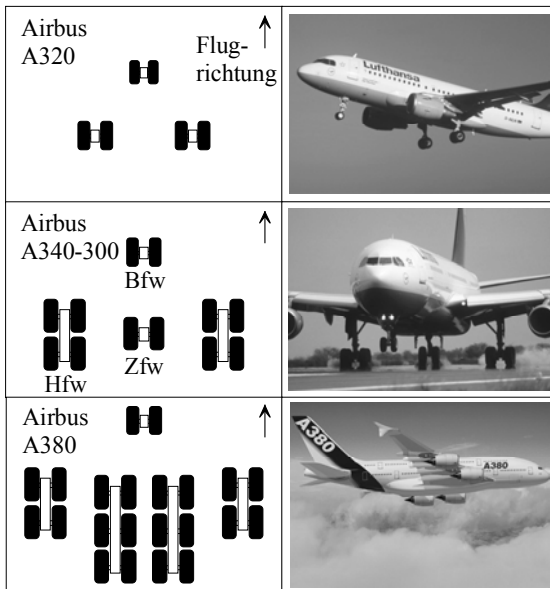 Airbus
A320
Flug-
richtung
Lufthansa
Airbus
A340-300
Bfw
Zfw
Hfw
Airbus
A380
A380
A380